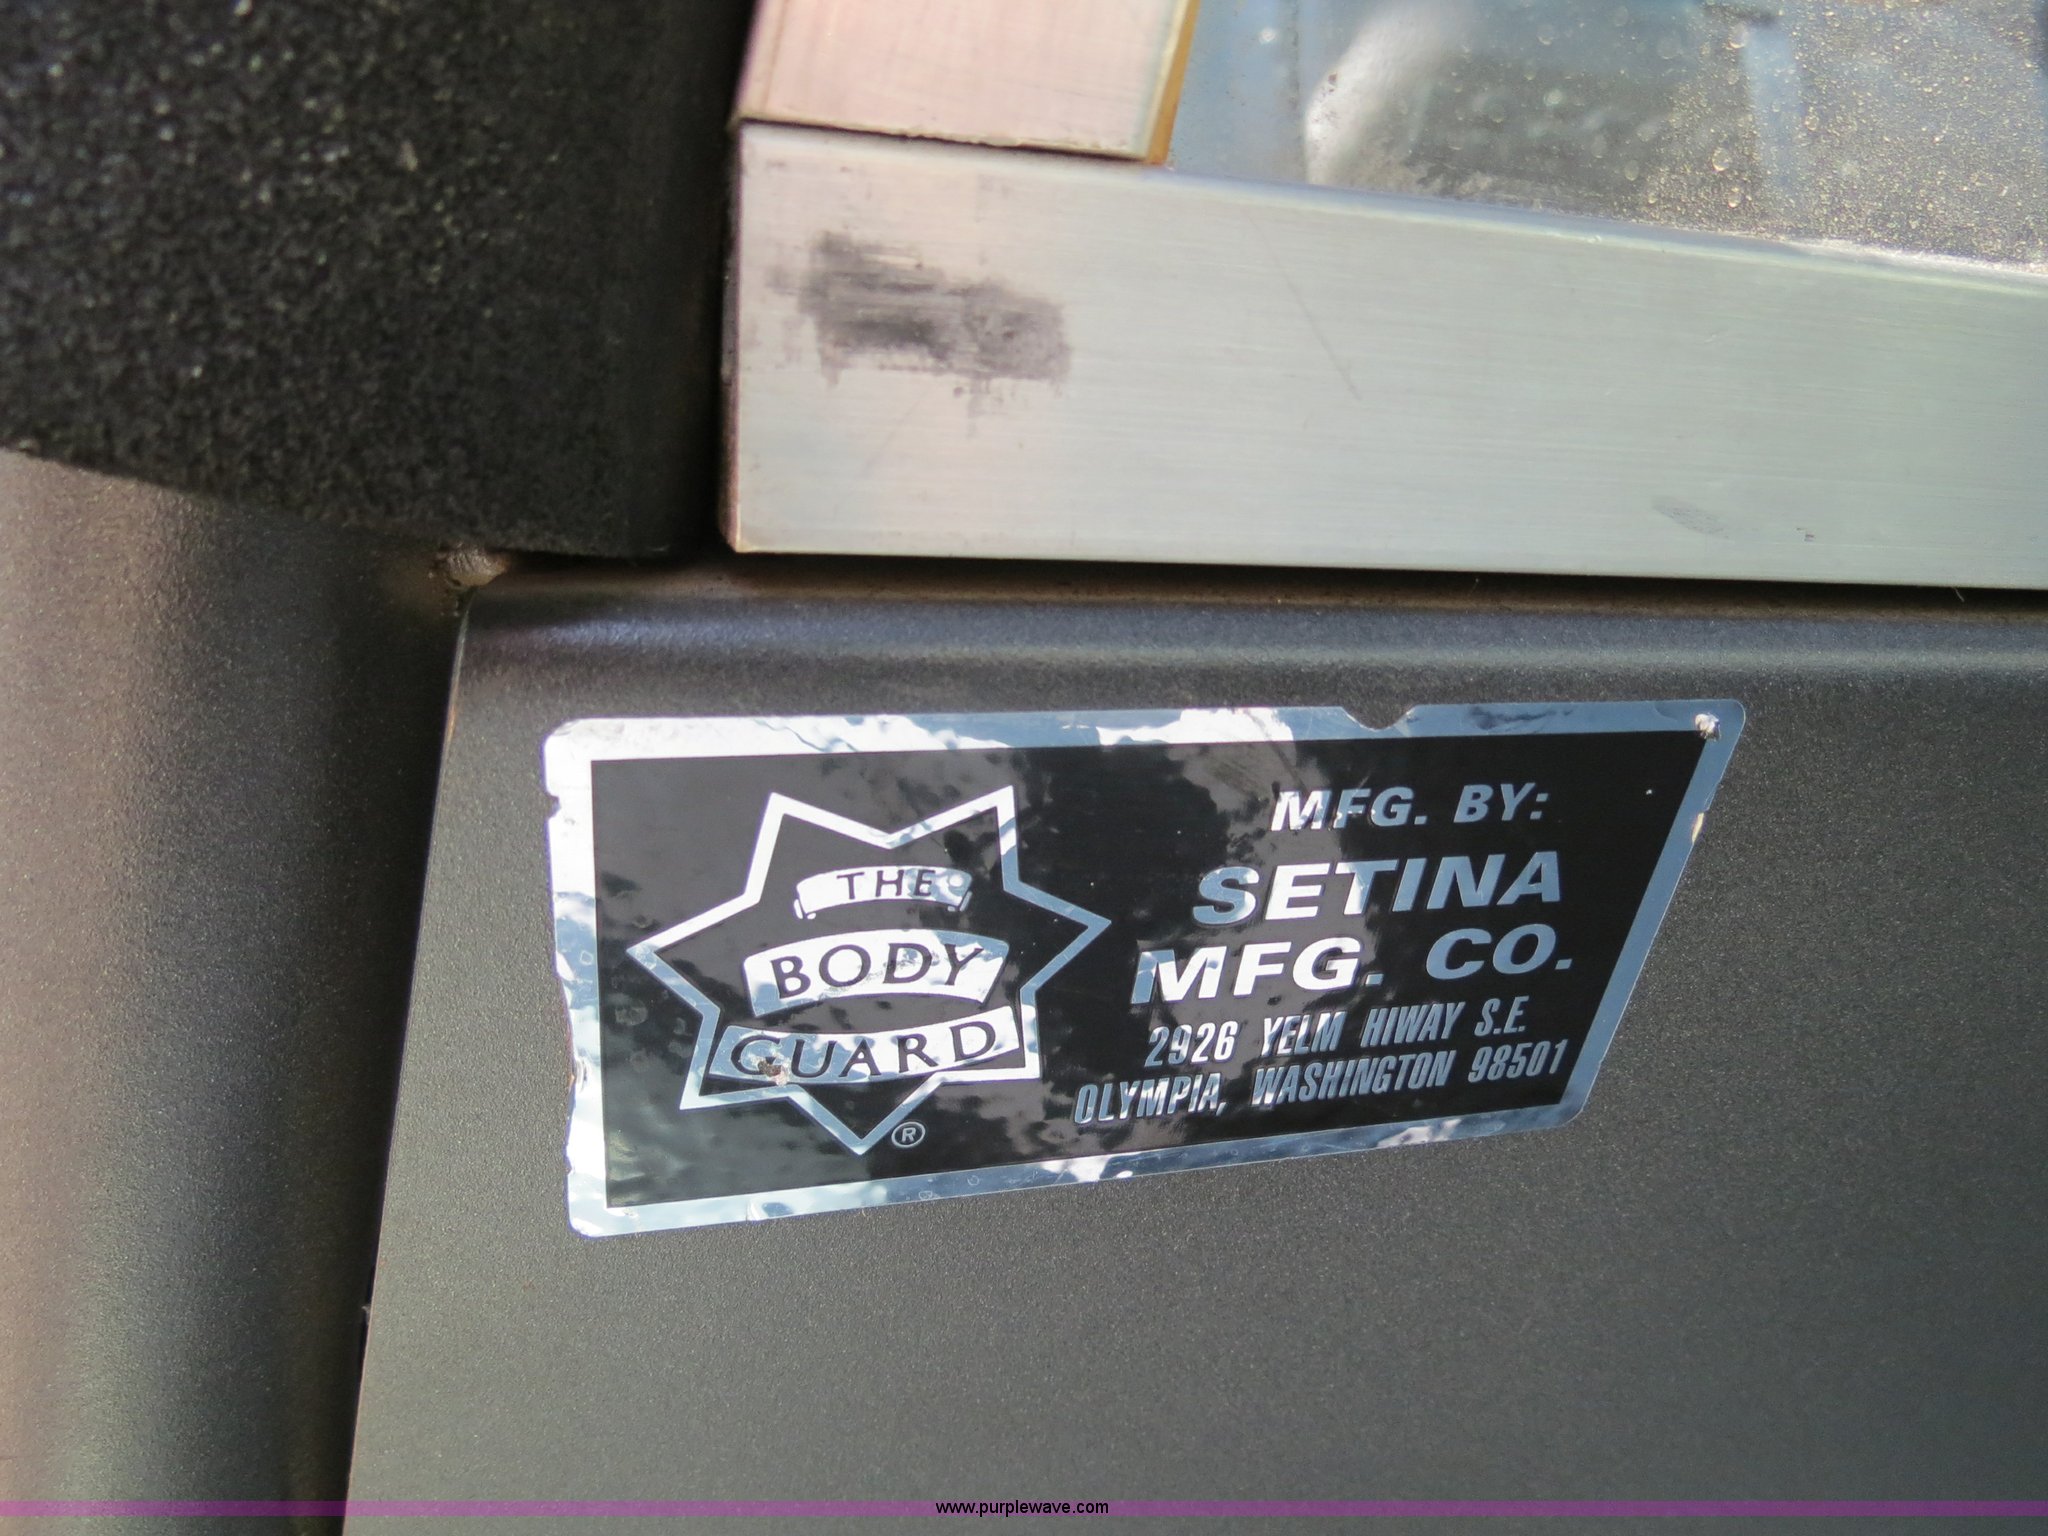 THE
BODY
GUARD
®
MFG. BY:
SETINA
MFG. CO.
2926 YELM HIWAY S.E.
OLYMPIA, WASHINGTON 98501
www.purplewave.com